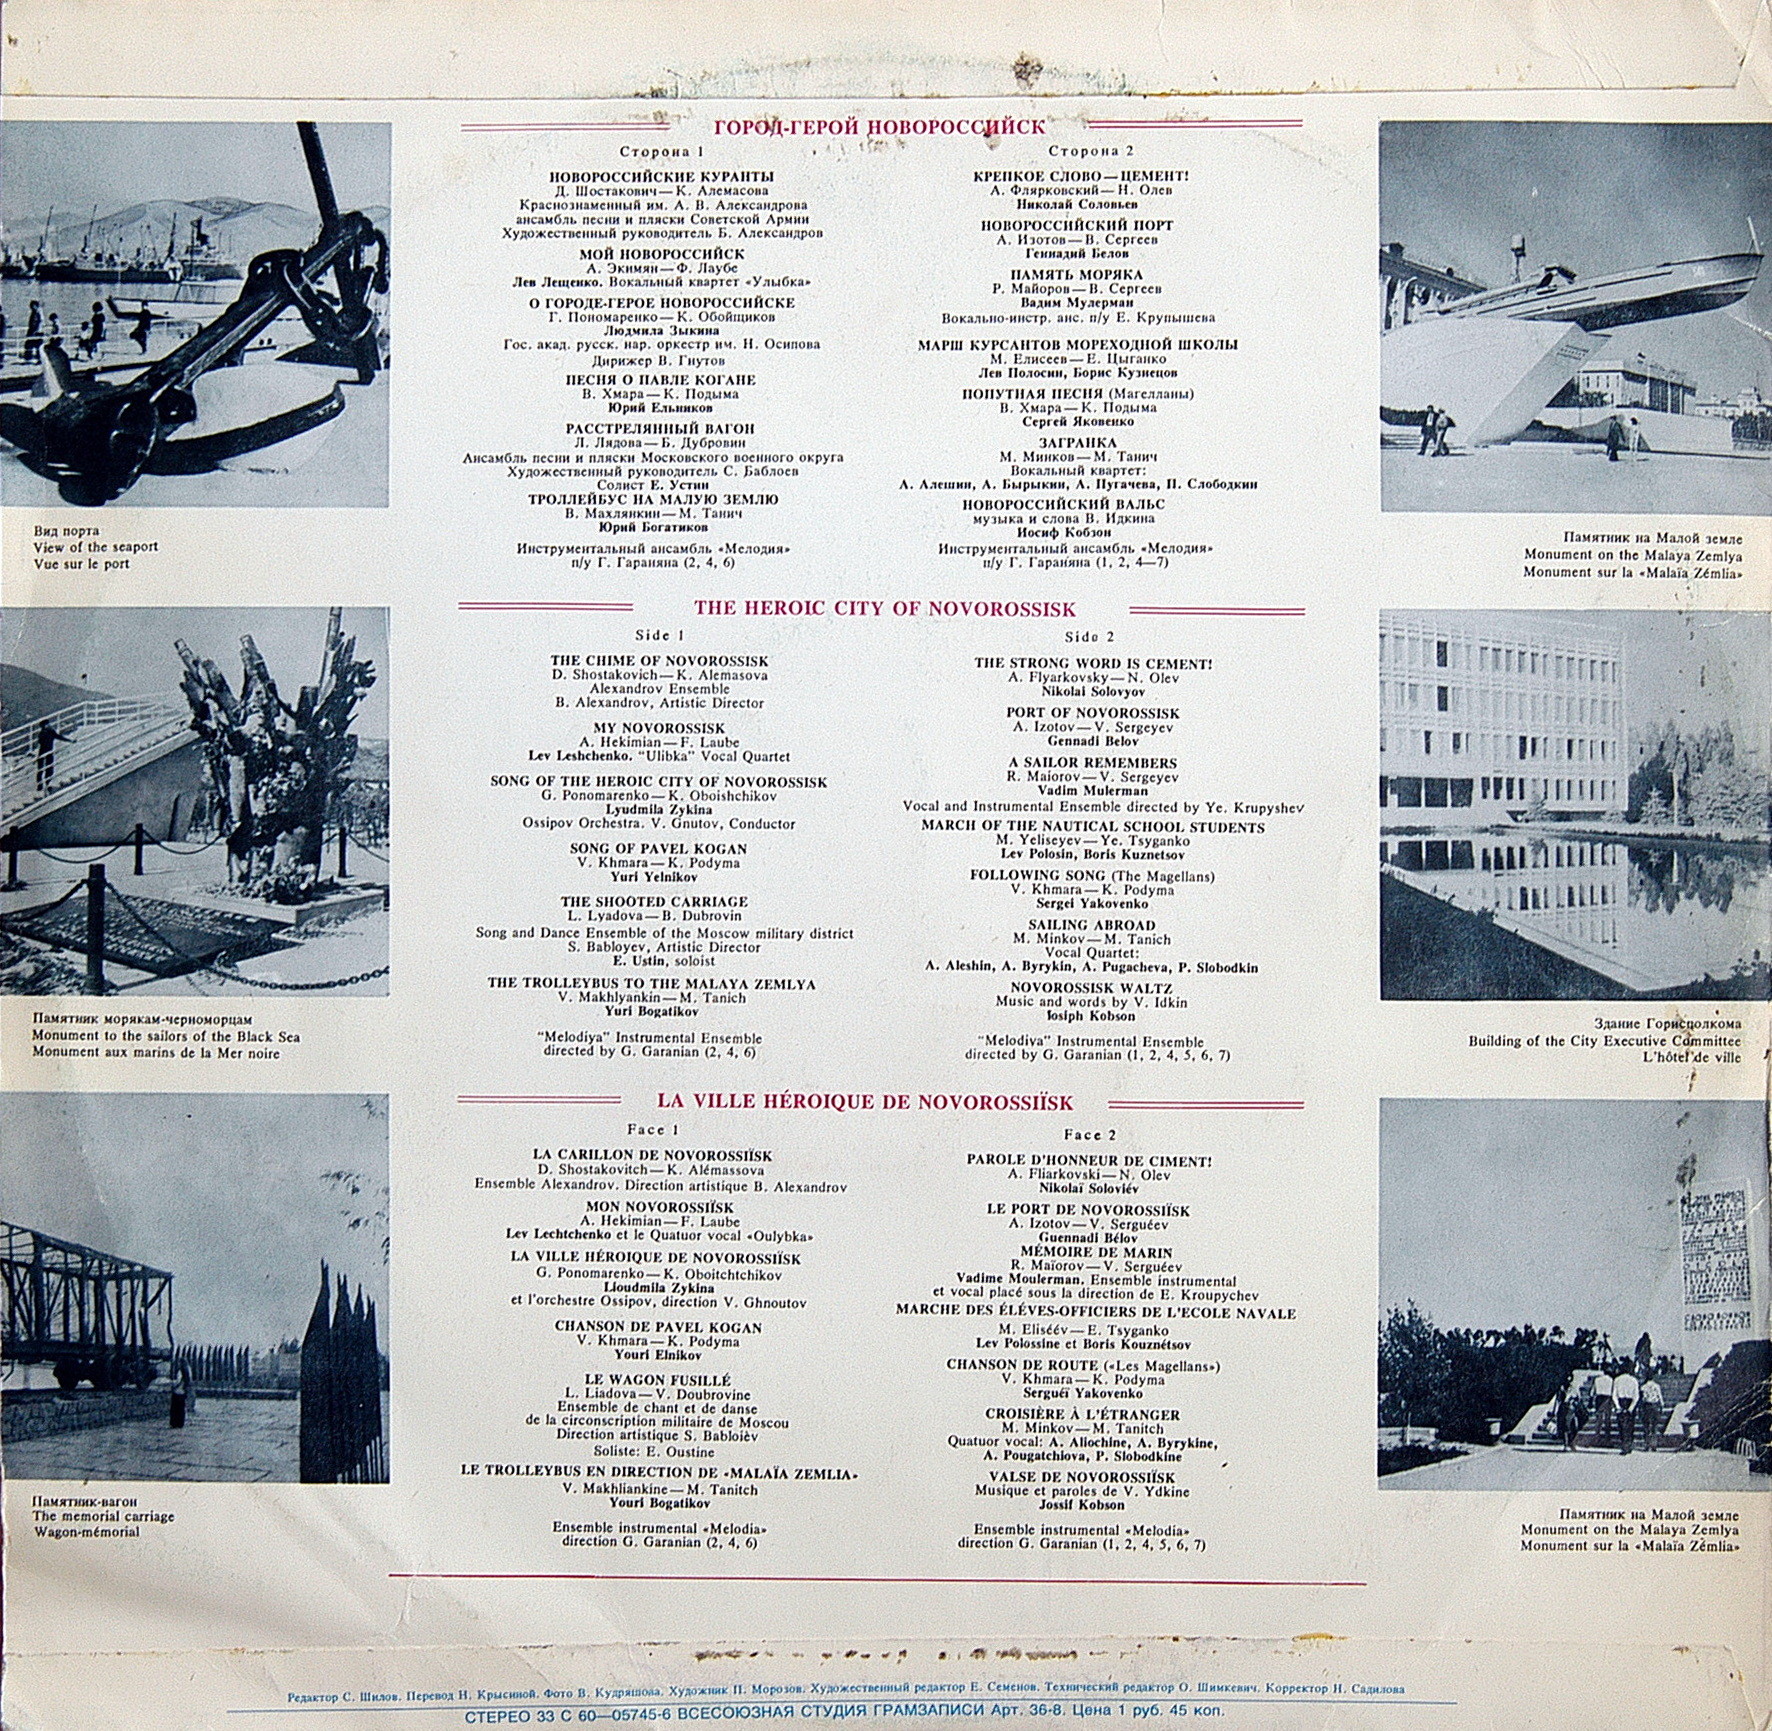 ГОРОД-ГЕРОЙ НОВОРОССИЙСК
Сторона 1
НОВОРОССИЙСКИЕ КУРАНТЫ
Д. Шостакович—К. Алемасова
Краснознаменный им. А. В. Александрова
ансамбль песни и пляски Советской Армии
Художественный руководитель Б. Александров
МОЙ НОВОРОССИЙСК
А. Экимян—Ф. Лаубе
Лев Лещенко. Вокальный квартет «Улыбка»
О ГОРОДЕ-ГЕРОЕ НОВОРОССИЙСКЕ
Г. Пономаренко—К. Обойщиков
Людмила Зыкина
Гос. акад. русск. нар. оркестр им. Н. Осипова
Дирижер В. Гнутов
ПЕСНЯ О ПАВЛЕ КОГАНЕ
В. Хмара—К. Подыма
Юрий Ельников
РАССТРЕЛЯННЫЙ ВАГОН
Л. Лядова—Б. Дубровин
Ансамбль песни и пляски Московского военного округа
Художественный руководитель С. Баблоев
Солист Е. Устин
ТРОЛЛЕЙБУС НА МАЛУЮ ЗЕМЛЮ
В. Махлянкин—М. Танич
Юрий Богатиков
Инструментальный ансамбль «Мелодия»
п/у Г. Гараняна (2, 4, 6)
Сторона 2
КРЕПКОЕ СЛОВО—ЦЕМЕНТ!
А. Флярковский—Н. Олев
Николай Соловьев
НОВОРОССИЙСКИЙ ПОРТ
А. Изотов—В. Сергеев
Геннадий Белов
ПАМЯТЬ МОРЯКА
Р. Майоров—В. Сергеев
Вадим Мулерман
Вокально-инстр. анс. п/у Е. Крупышева
МАРШ КУРСАНТОВ МОРЕХОДНОЙ ШКОЛЫ
М. Елисеев—Е. Цыганко
Лев Полосин, Борис Кузнецов
ПОПУТНАЯ ПЕСНЯ (Магелланы)
В. Хмара—К. Подыма
Сергей Яковенко
ЗАГРАНКА
М. Минков—М. Танич
Вокальный квартет:
А. Алешин, А. Бырыкин, А. Пугачева, П. Слободкин
НОВОРОССИЙСКИЙ ВАЛЬС
музыка и слова В. Идкина
Иосиф Кобзон
Инструментальный ансамбль «Мелодия»
п/у Г. Гараняна (1, 2, 4—7)
Вид порта
View of the seaport
Vue sur le port
Памятник на Малой земле
Monument on the Malaya Zemlya
Monument sur la «Malaïa Zémlia»
THE HEROIC CITY OF NOVOROSSISK
Side 1
THE CHIME OF NOVOROSSISK
D. Shostakovich—K. Alemasova
Alexandrov Ensemble
B. Alexandrov, Artistic Director
MY NOVOROSSISK
A. Hekimian—F. Laube
Lev Leshchenko. "Ulibka" Vocal Quartet
SONG OF THE HEROIC CITY OF NOVOROSSISK
G. Ponomarenko—K. Oboishchikov
Lyudmila Zykina
Ossipov Orchestra. V. Gnutov, Conductor
SONG OF PAVEL KOGAN
V. Khmara—K. Podyma
Yuri Yelnikov
THE SHOOTED CARRIAGE
L. Lyadova—B. Dubrovin
Song and Dance Ensemble of the Moscow military district
S. Babloyev, Artistic Director
E. Ustin, soloist
THE TROLLEYBUS TO THE MALAYA ZEMLYA
V. Makhlyankin—M. Tanich
Yuri Bogatikov
"Melodiya" Instrumental Ensemble
directed by G. Garanian (2, 4, 6)
Side 2
THE STRONG WORD IS CEMENT!
A. Flyarkovsky—N. Olev
Nikolai Solovyov
PORT OF NOVOROSSISK
A. Izotov—V. Sergeyev
Gennadi Belov
A SAILOR REMEMBERS
R. Maiorov—V. Sergeyev
Vadim Mulerman
Vocal and Instrumental Ensemble directed by Ye. Krupyshev
MARCH OF THE NAUTICAL SCHOOL STUDENTS
M. Yeliseyev—Ye. Tsyganko
Lev Polosin, Boris Kuznetsov
FOLLOWING SONG (The Magellans)
V. Khmara—K. Podyma
Sergei Yakovenko
SAILING ABROAD
M. Minkov—M. Tanich
Vocal Quartet:
A. Aleshin, A. Byrykin, A. Pugacheva, P. Slobodkin
NOVOROSSISK WALTZ
Music and words by V. Idkin
Iosiph Kobson
"Melodiya" Instrumental Ensemble
directed by G. Garanian (1, 2, 4, 5, 6, 7)
Памятник морякам-черноморцам
Monument to the sailors of the Black Sea
Monument aux marins de la Mer noire
Здание Горисполкома
Building of the City Executive Committee
L'hôtel de ville
LA VILLE HÉROIQUE DE NOVOROSSIÏSK
Face 1
LA CARILLON DE NOVOROSSIÏSK
D. Shostakovitch—K. Alémassova
Ensemble Alexandrov. Direction artistique B. Alexandrov
MON NOVOROSSIÏSK
A. Hekimian—F. Laube
Lev Lechtchenko et le Quatuor vocal «Oulybka»
LA VILLE HÉROIQUE DE NOVOROSSIÏSK
G. Ponomarenko—K. Oboitchtchikov
Lioudmila Zykina
et l'orchestre Ossipov, direction V. Ghnoutov
CHANSON DE PAVEL KOGAN
V. Khmara—K. Podyma
Youri Elnikov
LE WAGON FUSILLÉ
L. Liadova—V. Doubrovine
Ensemble de chant et de danse
de la circonscription militaire de Moscou
Direction artistique S. Babloièv
Soliste: E. Oustine
LE TROLLEYBUS EN DIRECTION DE «MALAÏA ZEMLIA»
V. Makhliankine—M. Tanitch
Youri Bogatikov
Ensemble instrumental «Melodia»
direction G. Garanian (2, 4, 6)
Face 2
PAROLE D'HONNEUR DE CIMENT!
A. Fliarkovski—N. Olev
Nikolaï Soloviév
LE PORT DE NOVOROSSIÏSK
A. Izotov—V. Serguéev
Guennadi Bélov
MÉMOIRE DE MARIN
R. Maïorov—V. Serguéev
Vadime Moulerman. Ensemble instrumental
et vocal placé sous la direction de E. Kroupychev
MARCHE DES ÉLÉVES-OFFICIERS DE L'ECOLE NAVALE
M. Eliséév—E. Tsyganko
Lev Polossine et Boris Kouznétsov
CHANSON DE ROUTE («Les Magellans»)
V. Khmara—K. Podyma
Serguéï Yakovenko
CROISIÈRE À L'ÉTRANGER
M. Minkov—M. Tanitch
Quatuor vocal: A. Aliochine, A. Byrykine,
A. Pougatchiova, P. Slobodkine
VALSE DE NOVOROSSIÏSK
Musique et paroles de V. Ydkine
Jossif Kobson
Ensemble instrumental «Melodia»
direction G. Garanian (1, 2, 4, 5, 6, 7)
Памятник-вагон
The memorial carriage
Wagon-mémorial
Памятник на Малой земле
Monument on the Malaya Zemlya
Monument sur la «Malaïa Zémlia»
Редактор С. Шилов. Перевод Н. Крысиной. Фото В. Кудряшова. Художник П. Морозов. Художественный редактор Е. Семенов. Технический редактор О. Шимкевич. Корректор Н. Садилова
СТЕРЕО 33 С 60—05745-6 ВСЕСОЮЗНАЯ СТУДИЯ ГРАМЗАПИСИ Арт. 36-8. Цена 1 руб. 45 коп.